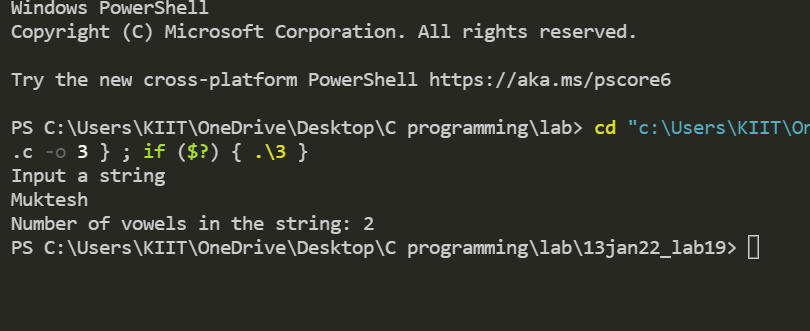 Windows PowerShell
Copyright (C) Microsoft Corporation. All rights reserved.
Try the new cross-platform PowerShell https://aka.ms/pscore6
PS C:\Users\KIIT\OneDrive\Desktop\C programming\lab> cd "c:\Users\KIIT\On
.c -o 3 } ; if ($?) { .\3 }
Input a string
Muktesh
Number of vowels in the string: 2
PS C:\Users\KIIT\OneDrive\Desktop\C programming\lab\13jan22_lab19>